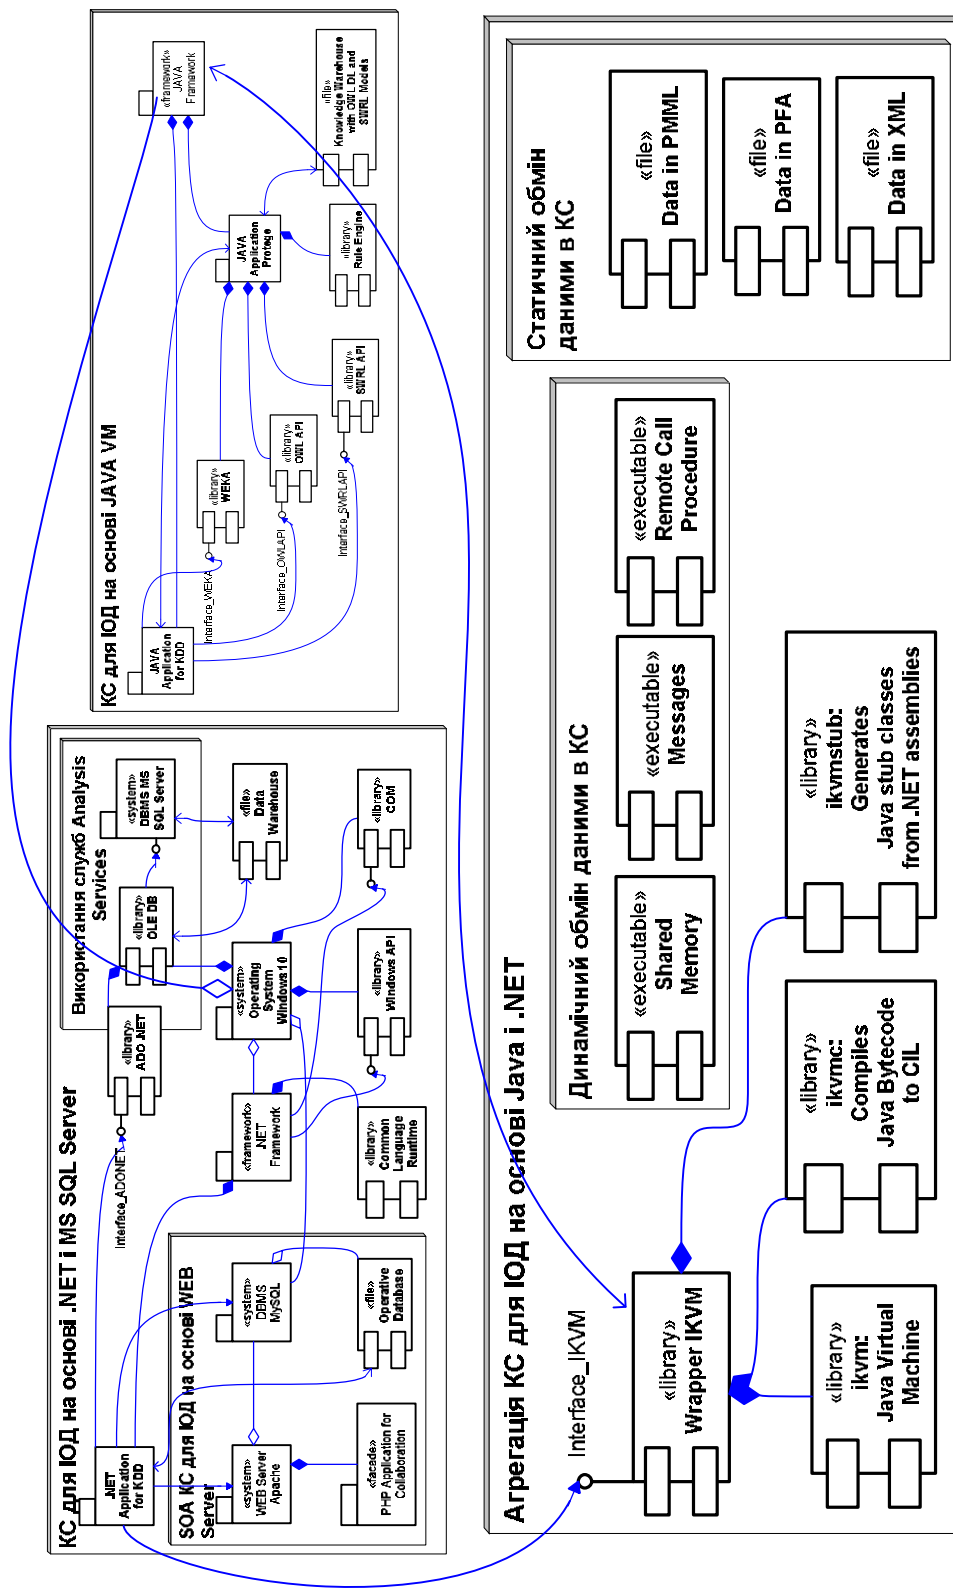 КС для ІОД на основі .NET і MS SQL Server
.NET
Application
for KDD
Interface_ADONET
«library»
ADO .NET
Використання служб Analysis
Services
«library»
OLE DB
«system»
DBMS MS
SQL Server
«file»
Data
Warehouse
«library»
COM
«system»
Operating
System
Windows 10
«library»
Windows API
«framework»
.NET
Framework
«library»
Common
Language
Runtime
SOA КС для ІОД на основі WEB
Server
«system»
WEB Server
Apache
«system»
DBMS
MySQL
«file»
Operative
Database
«facade»
PHP Application for
Collaboration
КС для ІОД на основі JAVA VM
JAVA
Application
for KDD
«framework»
JAVA
Framework
JAVA
Application
Protege
«file»
Knowledge Warehouse
with OWL DL and
SWRL Models
«library»
Rule Engine
«library»
SWRL API
«library»
OWL API
«library»
WEKA
Interface_WEKA
Interface_OWLAPI
Interface_SWRLAPI
Агрегація КС для ІОД на основі Java і .NET
Interface_IKVM
«library»
Wrapper IKVM
«library»
ikvm:
Java Virtual
Machine
«library»
ikvmc:
Compiles
Java Bytecode
to CIL
«library»
ikvmstub:
Generates
Java stub classes
from .NET assemblies
Динамічний обмін даними в КС
«executable»
Shared
Memory
«executable»
Messages
«executable»
Remote Call
Procedure
Статичний обмін
даними в КС
«file»
Data in PMML
«file»
Data in PFA
«file»
Data in XML